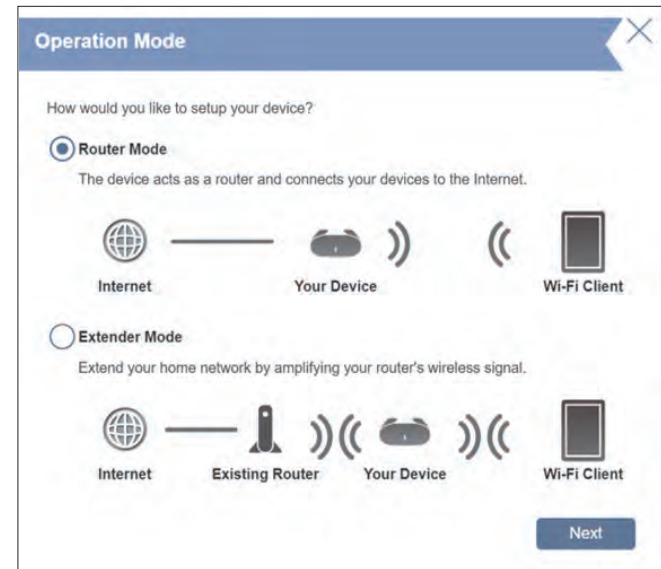 Operation Mode
How would you like to setup your device?
Router Mode
The device acts as a router and connects your devices to the Internet.
Internet Your Device Wi-Fi Client
Extender Mode
Extend your home network by amplifying your router's wireless signal.
Internet Existing Router Your Device Wi-Fi Client
Next